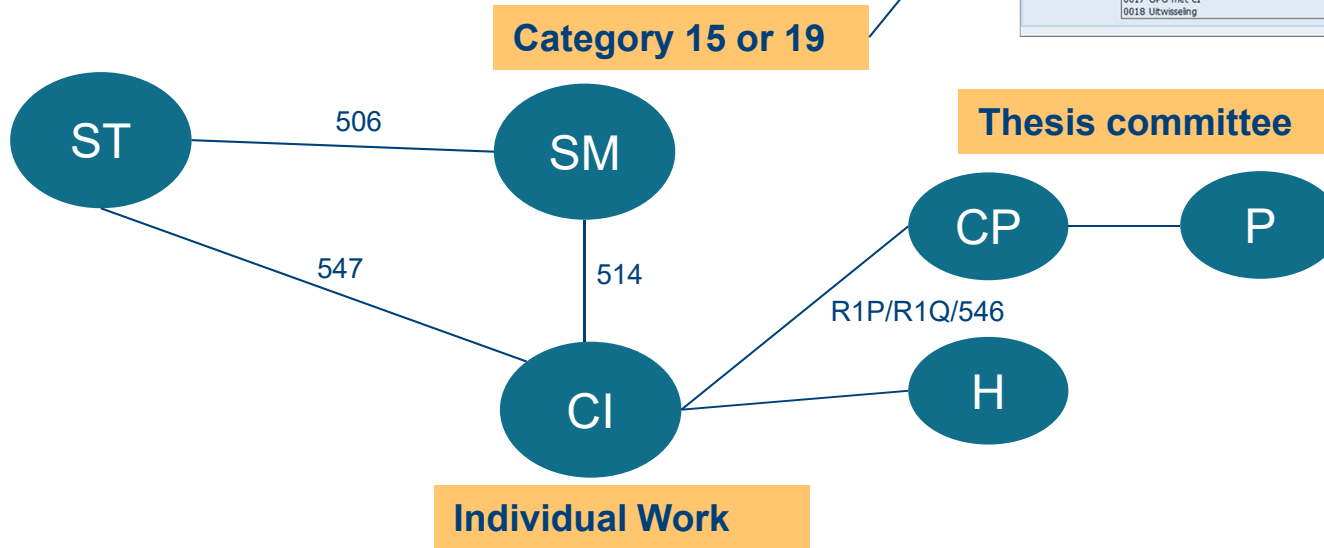 0018 Uitwisseling
Category 15 or 19
ST
506
SM
Thesis committee
CP
P
547
514
R1P/R1Q/546
H
CI
Individual Work